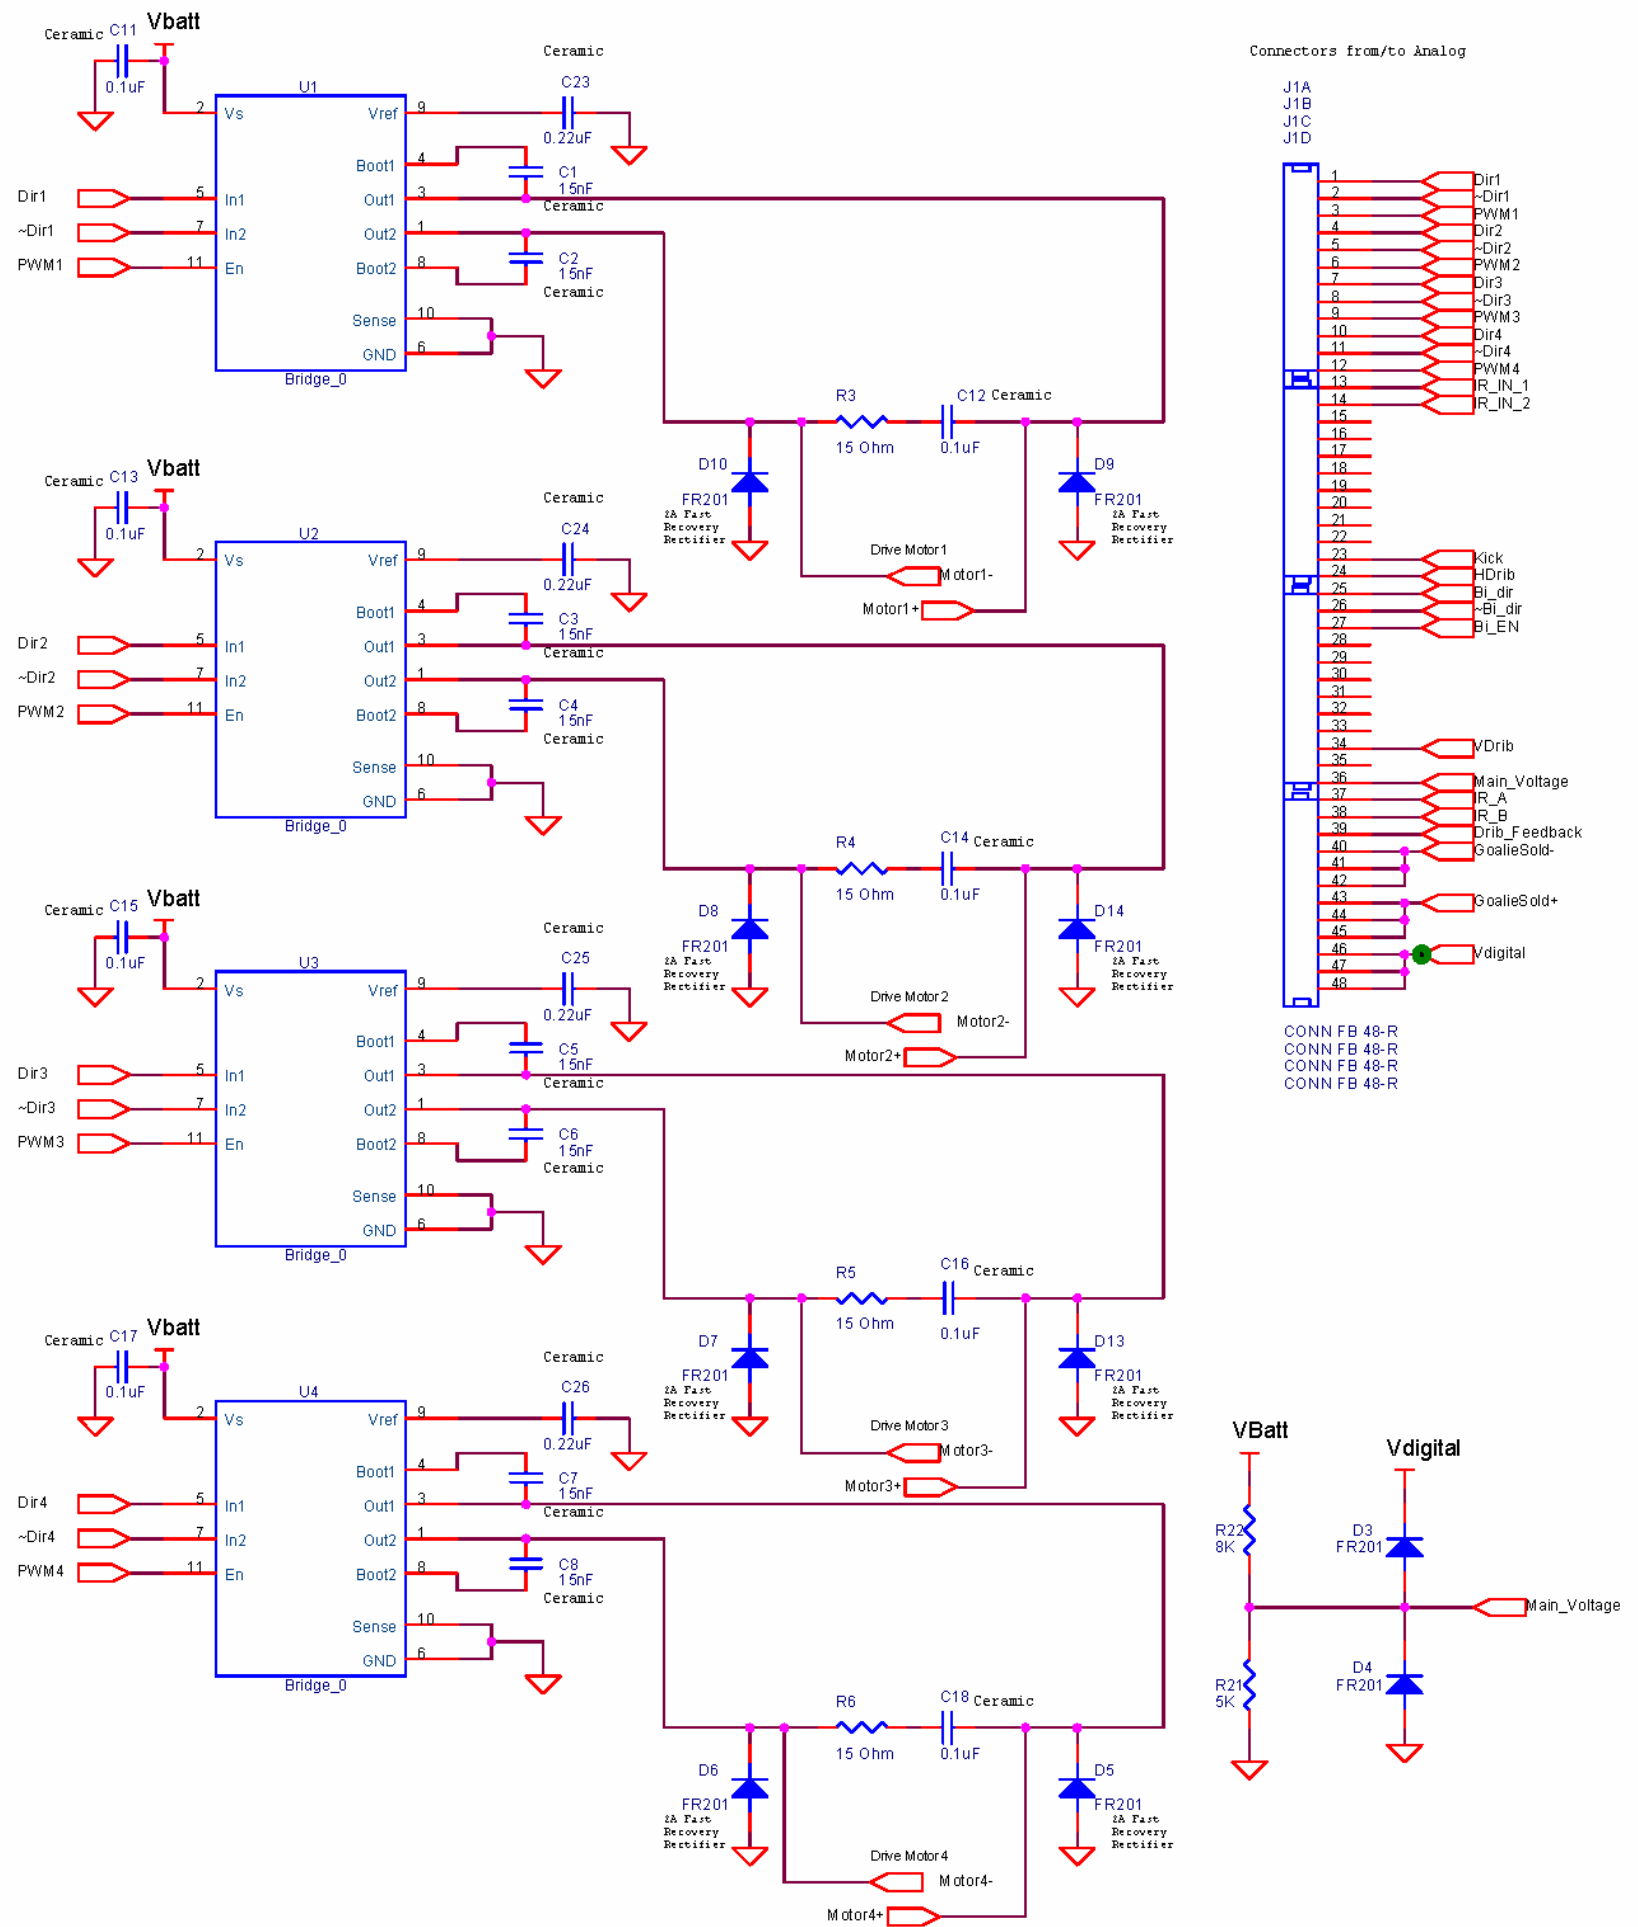 Ceramic C11 Vbatt
0.1uF
U1
2 Vs
Vref 9
Ceramic
C23
0.22uF
Boot1 4
C1
15nF
Ceramic
Dir1 5 In1
Out1 3
~Dir1 7 In2
Out2 1
PWM1 11 En
Boot2 8
C2
15nF
Ceramic
Sense 10
GND 6
Bridge_0
R3
15 Ohm
C12 Ceramic
0.1uF
D10
FR201
2A Fast
Recovery
Rectifier
D9
FR201
2A Fast
Recovery
Rectifier
Drive Motor1
Motor1-
Motor1+
Ceramic C13 Vbatt
0.1uF
U2
2 Vs
Vref 9
Ceramic
C24
0.22uF
Boot1 4
C3
15nF
Ceramic
Dir2 5 In1
Out1 3
~Dir2 7 In2
Out2 1
PWM2 11 En
Boot2 8
C4
15nF
Ceramic
Sense 10
GND 6
Bridge_0
R4
15 Ohm
C14 Ceramic
0.1uF
D8
FR201
2A Fast
Recovery
Rectifier
D14
FR201
2A Fast
Recovery
Rectifier
Drive Motor2
Motor2-
Motor2+
Ceramic C15 Vbatt
0.1uF
U3
2 Vs
Vref 9
Ceramic
C25
0.22uF
Boot1 4
C5
15nF
Ceramic
Dir3 5 In1
Out1 3
~Dir3 7 In2
Out2 1
PWM3 11 En
Boot2 8
C6
15nF
Ceramic
Sense 10
GND 6
Bridge_0
R5
15 Ohm
C16 Ceramic
0.1uF
D7
FR201
2A Fast
Recovery
Rectifier
D13
FR201
2A Fast
Recovery
Rectifier
Drive Motor3
Motor3-
Motor3+
Ceramic C17 Vbatt
0.1uF
U4
2 Vs
Vref 9
Ceramic
C26
0.22uF
Boot1 4
C7
15nF
Ceramic
Dir4 5 In1
Out1 3
~Dir4 7 In2
Out2 1
PWM4 11 En
Boot2 8
C8
15nF
Ceramic
Sense 10
GND 6
Bridge_0
R6
15 Ohm
C18 Ceramic
0.1uF
D6
FR201
2A Fast
Recovery
Rectifier
D5
FR201
2A Fast
Recovery
Rectifier
Drive Motor4
Motor4-
Motor4+
Connectors from/to Analog
J1A
J1B
J1C
J1D
1 Dir1
2 ~Dir1
3 PWM1
4 Dir2
5 ~Dir2
6 PWM2
7 Dir3
8 ~Dir3
9 PWM3
10 Dir4
11 ~Dir4
12 PWM4
13 IR_IN_1
14 IR_IN_2
15
16
17
18
19
20
21
22
23 Kick
24 HDrib
25 Bi_dir
26 ~Bi_dir
27 Bi_EN
28
29
30
31
32
33
34 VDrib
35
36 Main_Voltage
37 IR_A
38 IR_B
39 Drib_Feedback
40 GoalieSold-
41
42
43 GoalieSold+
44
45
46 Vdigital
47
48
CONN FB 48-R
CONN FB 48-R
CONN FB 48-R
CONN FB 48-R
VBatt
Vdigital
R22
8K
D3
FR201
Main_Voltage
R21
5K
D4
FR201